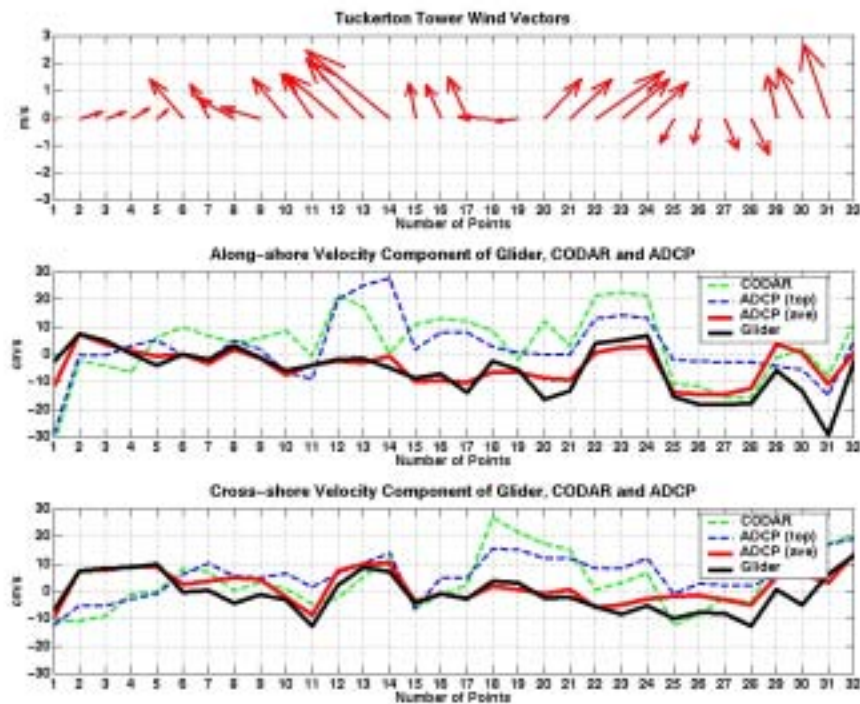 Tuckerton Tower Wind Vectors
3
2
1
0
-1
-2
-3
m/s
1 2 3 4 5 6 7 8 9 10 11 12 13 14 15 16 17 18 19 20 21 22 23 24 25 26 27 28 29 30 31 32
Number of Points
Along-shore Velocity Component of Glider, CODAR and ADCP
30
20
10
0
-10
-20
-30
cm/s
CODAR
ADCP (top)
ADCP (ave)
Glider
1 2 3 4 5 6 7 8 9 10 11 12 13 14 15 16 17 18 19 20 21 22 23 24 25 26 27 28 29 30 31 32
Number of Points
Cross-shore Velocity Component of Glider, CODAR and ADCP
30
20
10
0
-10
-20
-30
cm/s
CODAR
ADCP (top)
ADCP (ave)
Glider
1 2 3 4 5 6 7 8 9 10 11 12 13 14 15 16 17 18 19 20 21 22 23 24 25 26 27 28 29 30 31 32
Number of Points